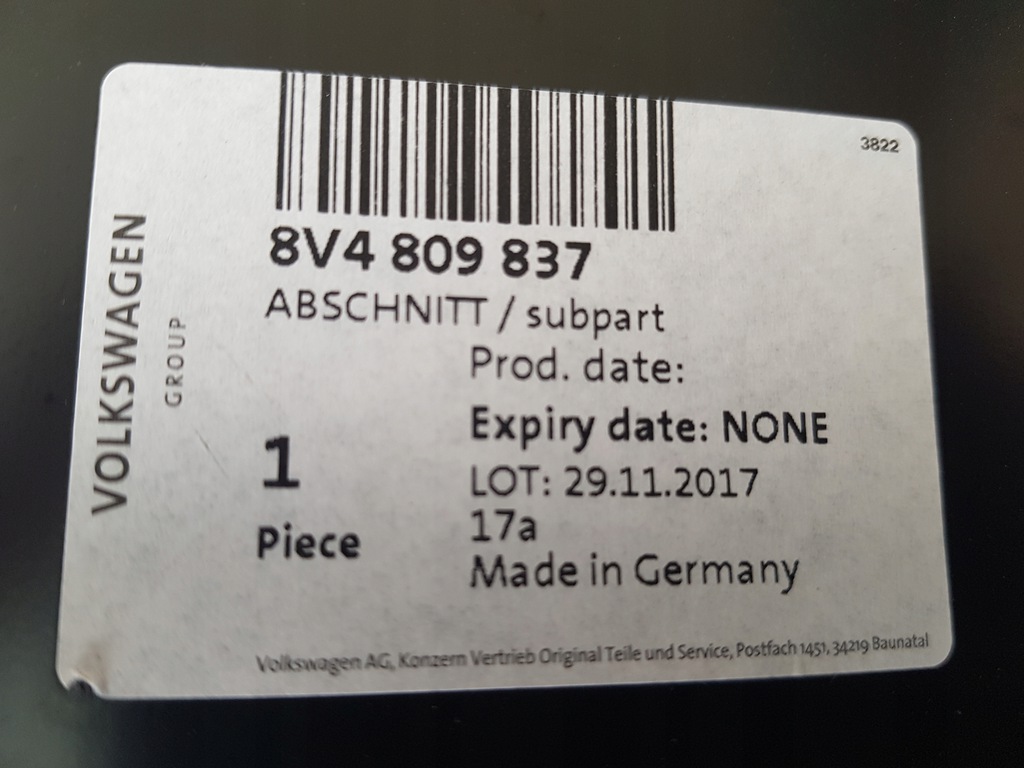 3822
VOLKSWAGEN
GROUP
8V4 809 837
ABSCHNITT / subpart
Prod. date:
Expiry date: NONE
1
LOT: 29.11.2017
17a
Piece
Made in Germany
Volkswagen AG, Konzern Vertrieb Original Teile und Service, Postfach 1451, 34219 Baunatal